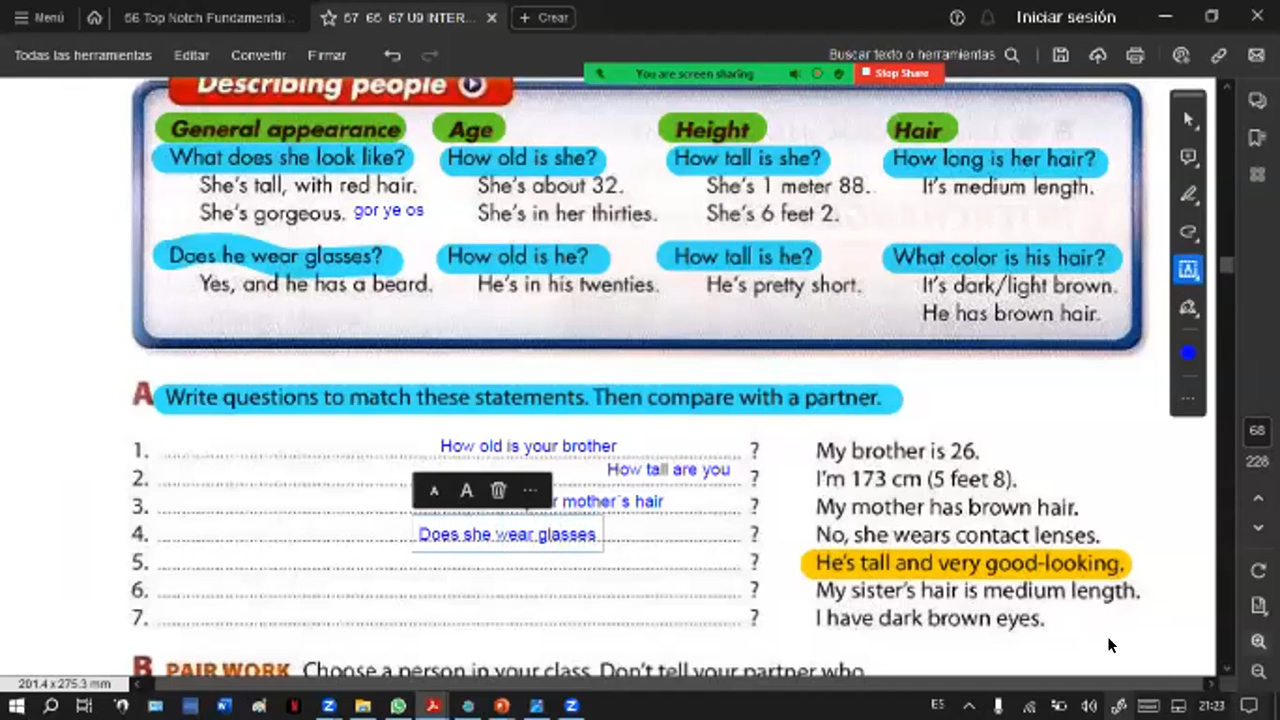 Menú 56 Top Notch Fundamental... 67 66 67 U9 INTER... Crear Iniciar sesión
Todas las herramientas Editar Convertir Firmar Buscar texto o herramientas
You are screen sharing Stop Share
Describing people
General appearance Age Height Hair
What does she look like? How old is she? How tall is she? How long is her hair?
She's tall, with red hair. She's about 32. She's 1 meter 88. It's medium length.
She's gorgeous. gor ye os She's in her thirties. She's 6 feet 2.
Does he wear glasses? How old is he? How tall is he? What color is his hair?
Yes, and he has a beard. He's in his twenties. He's pretty short. It's dark/light brown.
He has brown hair.
A Write questions to match these statements. Then compare with a partner.
1. How old is your brother ? My brother is 26.
2. How tall are you ? I'm 173 cm (5 feet 8).
3. r mother´s hair ? My mother has brown hair.
4. Does she wear glasses ? No, she wears contact lenses.
5. ? He's tall and very good-looking.
6. ? My sister's hair is medium length.
7. ? I have dark brown eyes.
B PAIR WORK Choose a person in your class. Don't tell your partner who
68
228
201.4 x 275.3 mm
ES 21:23